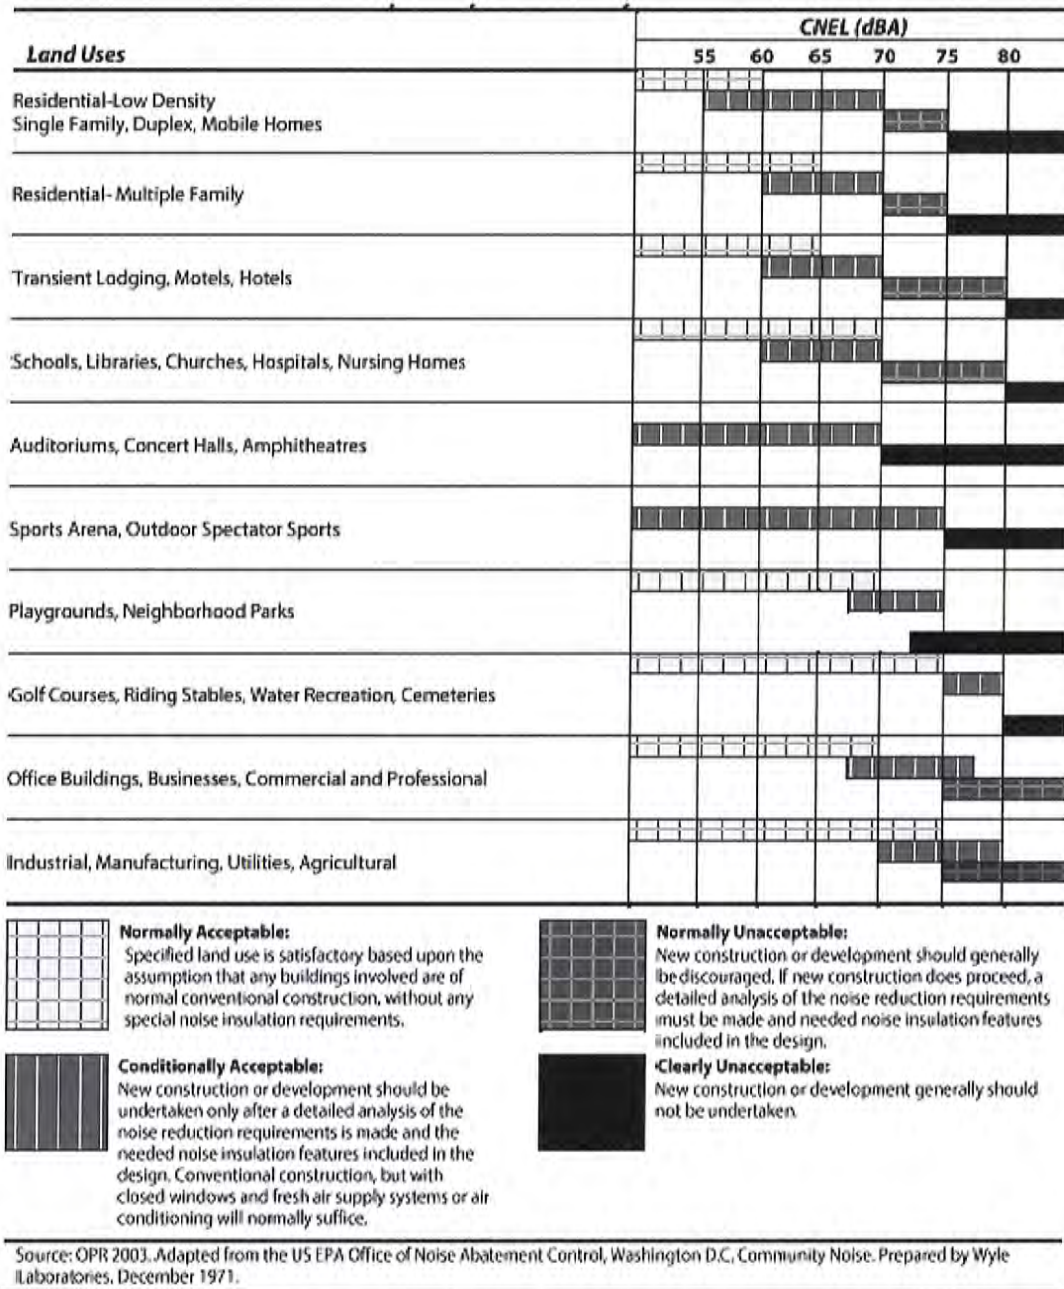 CNEL (dBA)
Land Uses
55 60 65 70 75 80
Residential-Low Density
Single Family, Duplex, Mobile Homes
Residential- Multiple Family
Transient Lodging, Motels, Hotels
Schools, Libraries, Churches, Hospitals, Nursing Homes
Auditoriums, Concert Halls, Amphitheatres
Sports Arena, Outdoor Spectator Sports
Playgrounds, Neighborhood Parks
Golf Courses, Riding Stables, Water Recreation, Cemeteries
Office Buildings, Businesses, Commercial and Professional
Industrial, Manufacturing, Utilities, Agricultural
Normally Acceptable:
Specified land use is satisfactory based upon the
assumption that any buildings involved are of
normal conventional construction, without any
special noise insulation requirements.
Conditionally Acceptable:
New construction or development should be
undertaken only after a detailed analysis of the
noise reduction requirements is made and the
needed noise insulation features included in the
design. Conventional construction, but with
closed windows and fresh air supply systems or air
conditioning will normally suffice.
Normally Unacceptable:
New construction or development should generally
be discouraged. If new construction does proceed, a
detailed analysis of the noise reduction requirements
must be made and needed noise insulation features
included in the design.
Clearly Unacceptable:
New construction or development generally should
not be undertaken
Source: OPR 2003. Adapted from the US EPA Office of Noise Abatement Control, Washington D.C. Community Noise. Prepared by Wyle
Laboratories, December 1971.